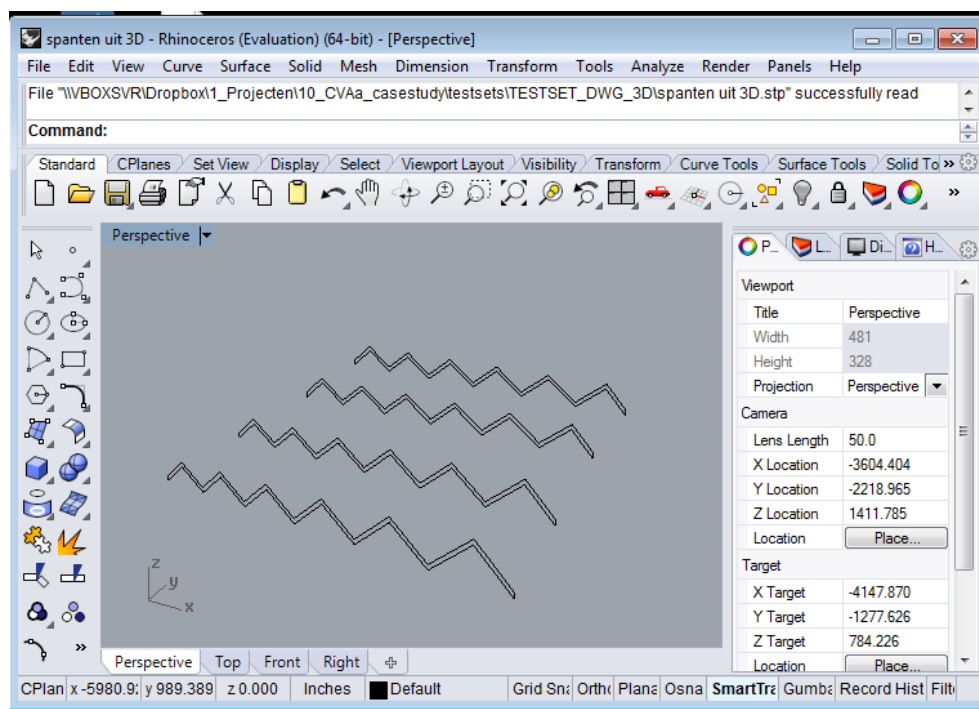 spanten uit 3D - Rhinoceros (Evaluation) (64-bit) - [Perspective]
File Edit View Curve Surface Solid Mesh Dimension Transform Tools Analyze Render Panels Help
File "\\VBOXSVR\Dropbox\1_Projecten\10_CVAa_casestudy\testsets\TESTSET_DWG_3D\spanten uit 3D.stp" successfully read
Command:
Standard CPlanes Set View Display Select Viewport Layout Visibility Transform Curve Tools Surface Tools Solid To
Perspective
P... L... Di... H...
Viewport
Title Perspective
Width 481
Height 328
Projection Perspective
Camera
Lens Length 50.0
X Location -3604.404
Y Location -2218.965
Z Location 1411.785
Location Place...
Target
X Target -4147.870
Y Target -1277.626
Z Target 784.226
Location Place...
z
y
x
Perspective Top Front Right
CPlan x -5980.9 y 989.389 z 0.000 Inches Default Grid Sna Ortho Plana Osna SmartTra Gumba Record Hist Filt